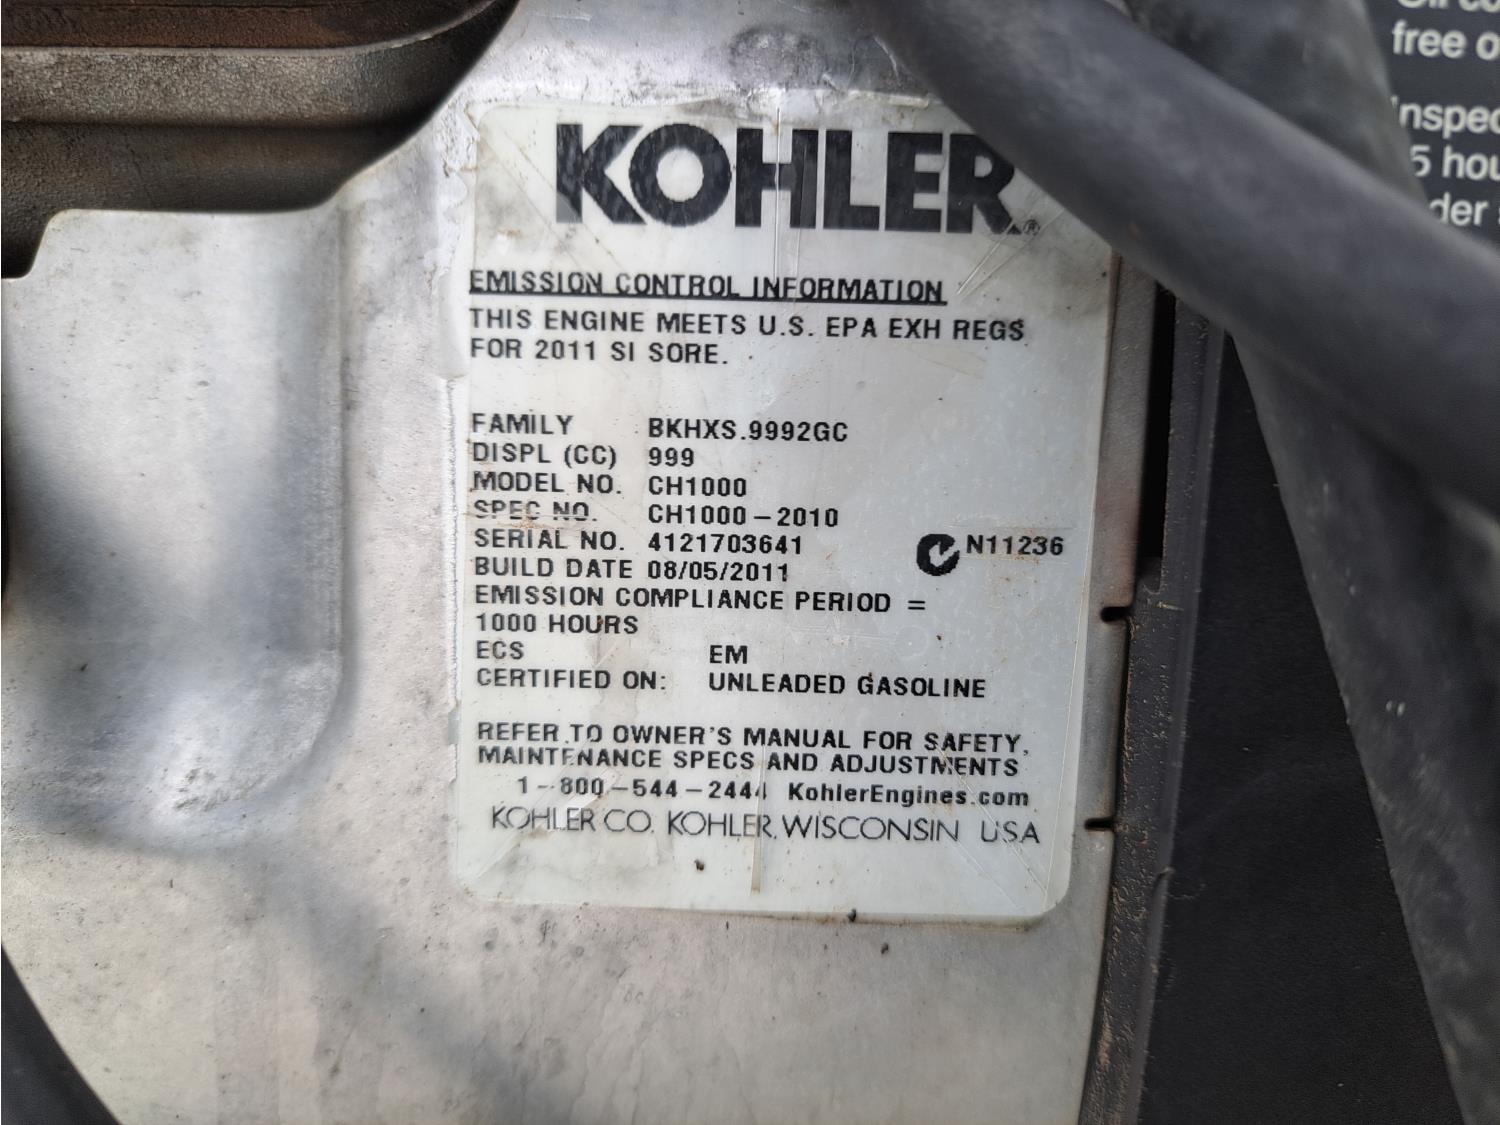 KOHLER®
EMISSION CONTROL INFORMATION
THIS ENGINE MEETS U.S. EPA EXH REGS
FOR 2011 SI SORE.
FAMILY BKHXS.9992GC
DISPL (CC) 999
MODEL NO. CH1000
SPEC NO. CH1000-2010
SERIAL NO. 4121703641
N11236
BUILD DATE 08/05/2011
EMISSION COMPLIANCE PERIOD =
1000 HOURS
ECS EM
CERTIFIED ON: UNLEADED GASOLINE
REFER TO OWNER'S MANUAL FOR SAFETY,
MAINTENANCE SPECS AND ADJUSTMENTS
1-800-544-2444 KohlerEngines.com
KOHLER CO. KOHLER, WISCONSIN USA
free
5